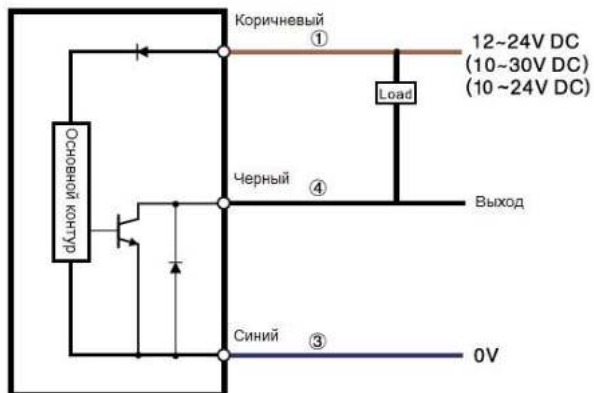 Коричневый
①
12~24V DC
(10~30V DC)
(10~24V DC)
Load
Основной контур
Черный
④
Выход
Синий
③
0V